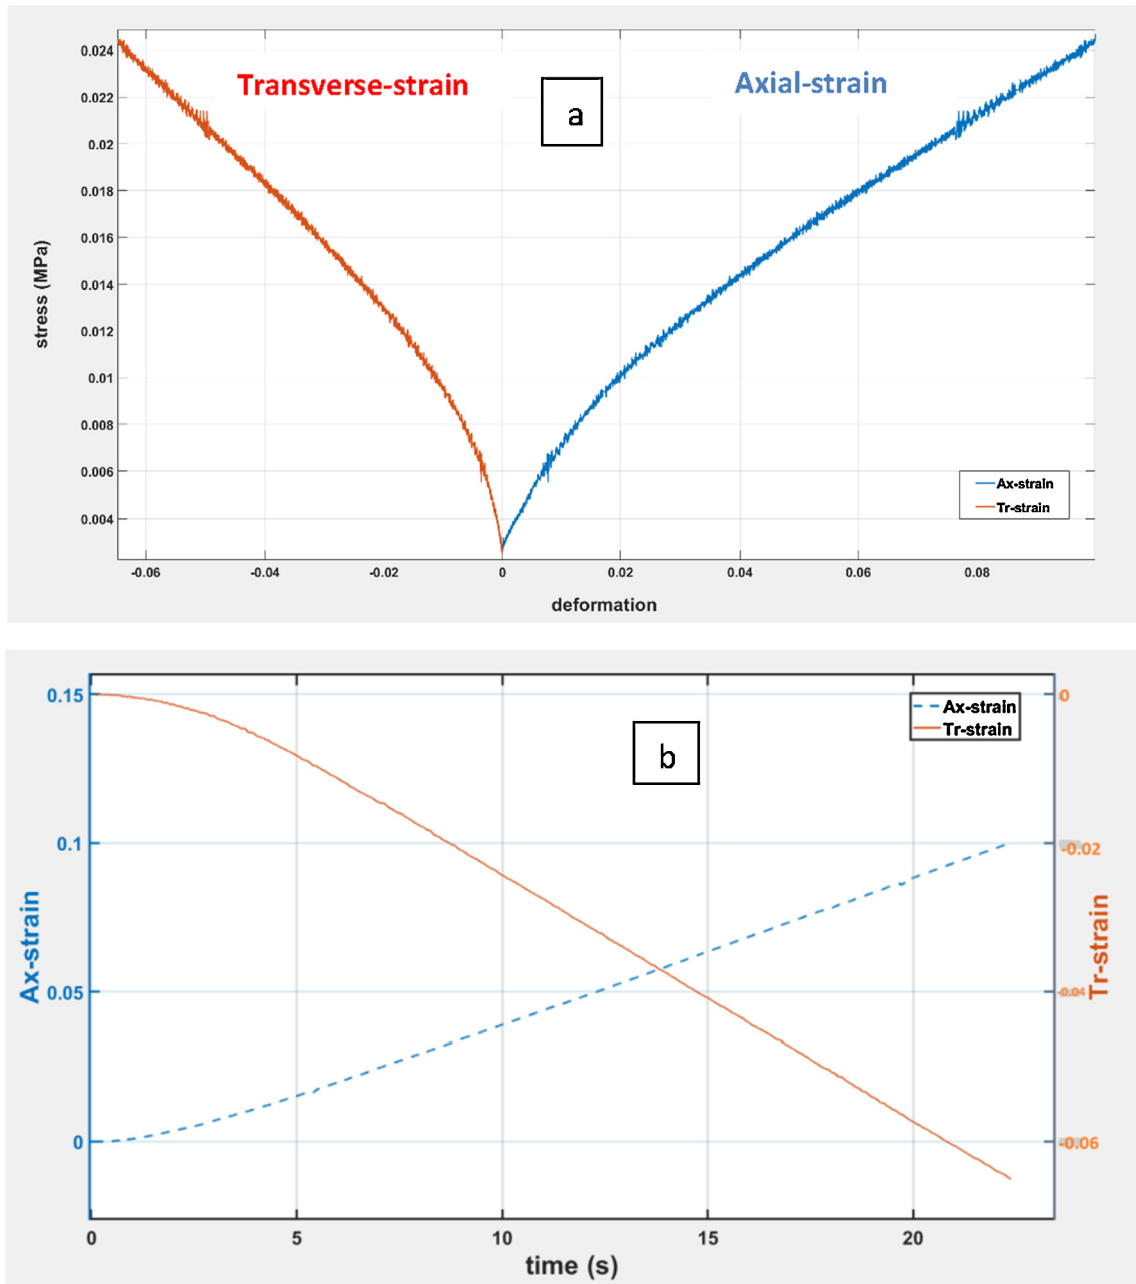 0.024
0.022
0.02
0.018
0.016
0.014
0.012
0.01
0.008
0.006
0.004
stress (MPa)
Transverse-strain
a
Axial-strain
Ax-strain
Tr-strain
-0.06 -0.04 -0.02 0 0.02 0.04 0.06 0.08
deformation
0.15
0.1
0.05
0
Ax-strain
b
Ax-strain
Tr-strain
0
-0.02
-0.04
-0.06
Tr-strain
0 5 10 15 20
time (s)